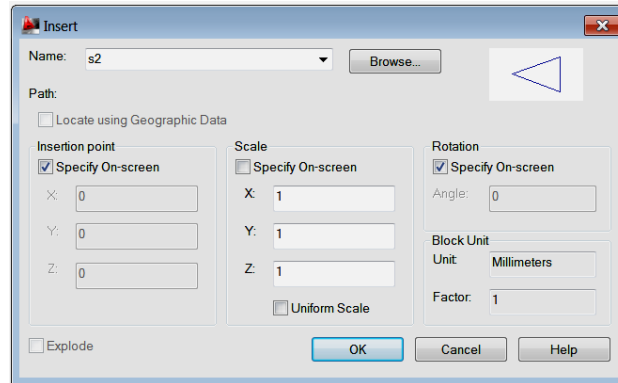 Insert
Name: s2 Browse...
Path:
Locate using Geographic Data
Insertion point
Specify On-screen
X: 0
Y: 0
Z: 0
Scale
Specify On-screen
X: 1
Y: 1
Z: 1
Uniform Scale
Rotation
Specify On-screen
Angle: 0
Block Unit
Unit: Millimeters
Factor: 1
Explode
OK Cancel Help